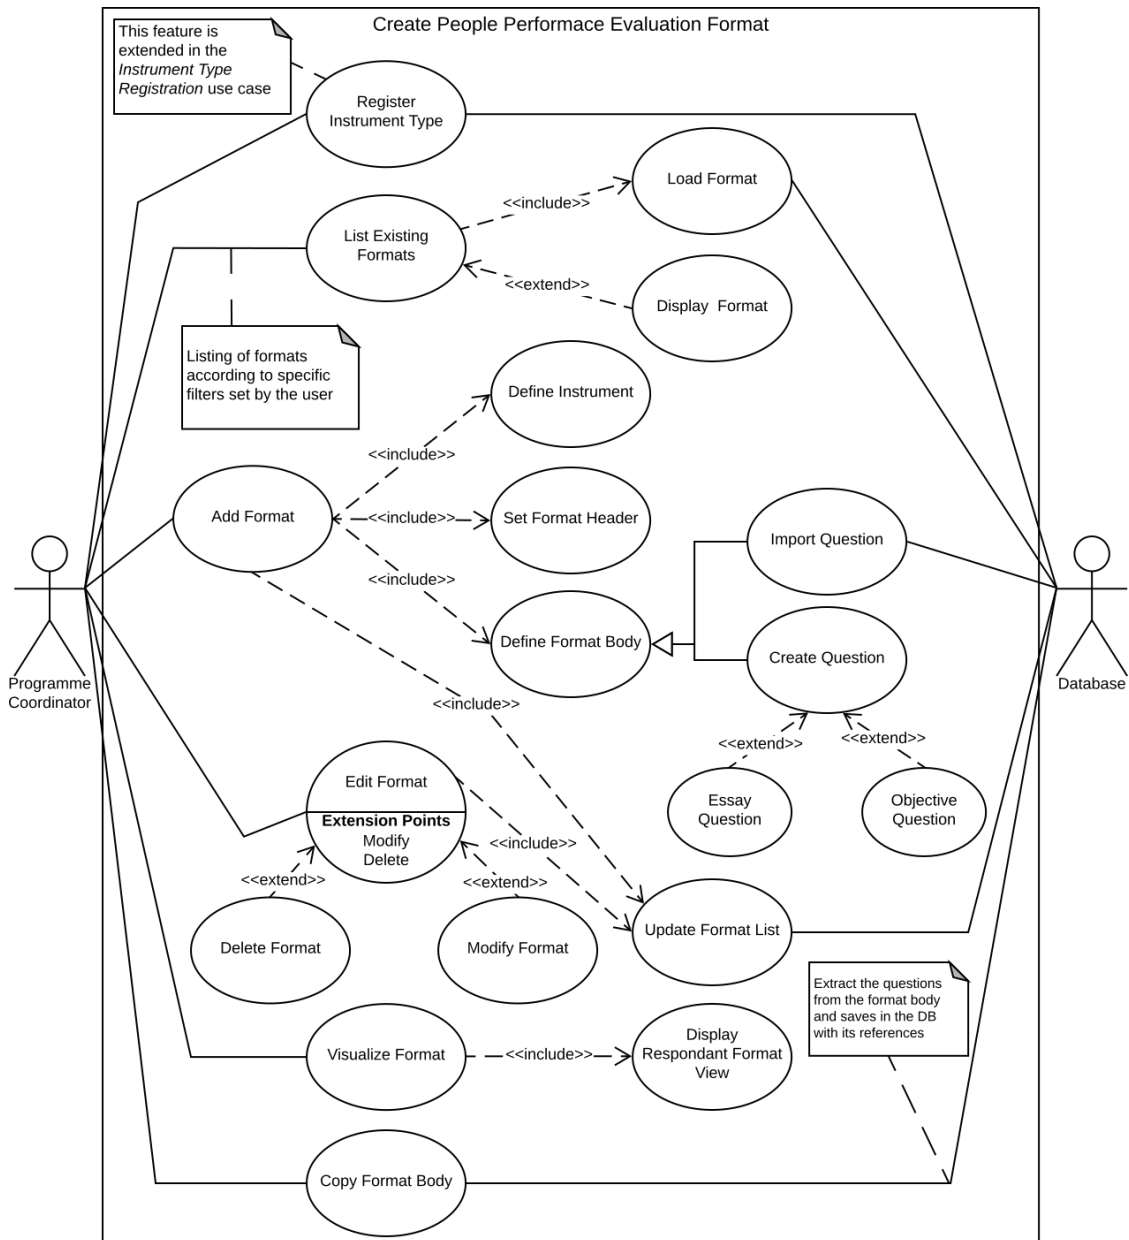 Create People Performace Evaluation Format
This feature is
extended in the
Instrument Type
Registration use case
Register
Instrument Type
Load Format
<<include>>
List Existing
Formats
<<extend>>
Display Format
Listing of formats
according to specific
filters set by the user
Define Instrument
<<include>>
Add Format
<<include>>
Set Format Header
Import Question
<<include>>
Define Format Body
Create Question
Programme
Coordinator
Database
<<include>>
<<extend>>
<<extend>>
Edit Format
Extension Points
Modify
Delete
Essay
Question
Objective
Question
<<include>>
<<extend>>
<<extend>>
Delete Format
Modify Format
Update Format List
Extract the questions
from the format body
and saves in the DB
with its references
Visualize Format
<<include>>
Display
Respondant Format
View
Copy Format Body